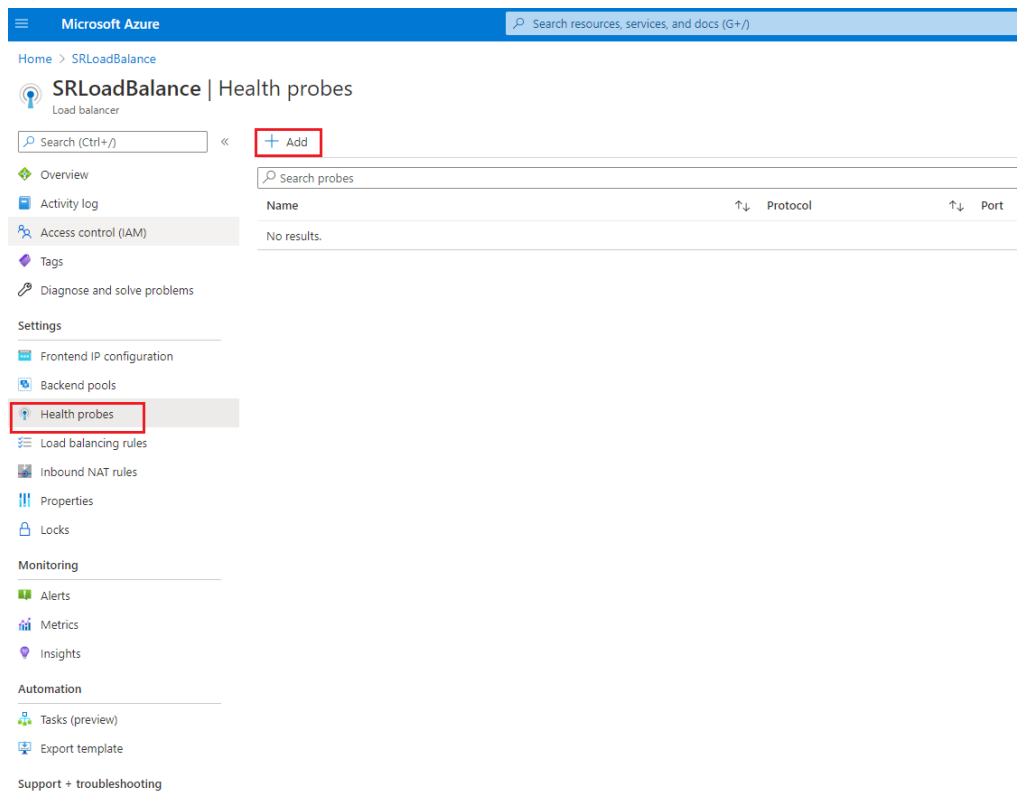 Microsoft Azure
Search resources, services, and docs (G+/)
Home > SRLoadBalance
SRLoadBalance | Health probes
Load balancer
Search (Ctrl+/)
«
+ Add
Search probes
Name ↑↓ Protocol ↑↓ Port
No results.
Overview
Activity log
Access control (IAM)
Tags
Diagnose and solve problems
Settings
Frontend IP configuration
Backend pools
Health probes
Load balancing rules
Inbound NAT rules
Properties
Locks
Monitoring
Alerts
Metrics
Insights
Automation
Tasks (preview)
Export template
Support + troubleshooting